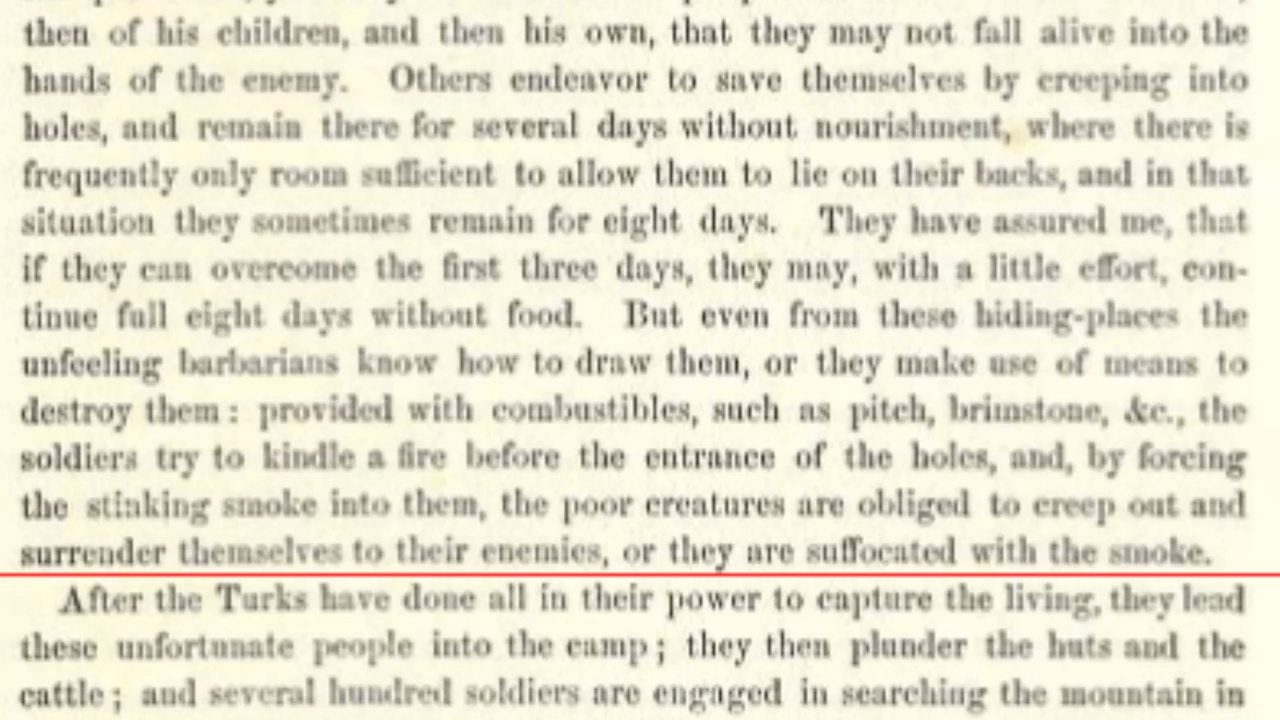 then of his children, and then his own, that they may not fall alive into the
hands of the enemy. Others endeavor to save themselves by creeping into
holes, and remain there for several days without nourishment, where there is
frequently only room sufficient to allow them to lie on their backs, and in that
situation they sometimes remain for eight days. They have assured me, that
if they can overcome the first three days, they may, with a little effort, con-
tinue full eight days without food. But even from these hiding-places the
unfeeling barbarians know how to draw them, or they make use of means to
destroy them: provided with combustibles, such as pitch, brimstone, &c., the
soldiers try to kindle a fire before the entrance of the holes, and, by forcing
the stinking smoke into them, the poor creatures are obliged to creep out and
surrender themselves to their enemies, or they are suffocated with the smoke.
After the Turks have done all in their power to capture the living, they lead
these unfortunate people into the camp; they then plunder the huts and the
cattle; and several hundred soldiers are engaged in searching the mountain in